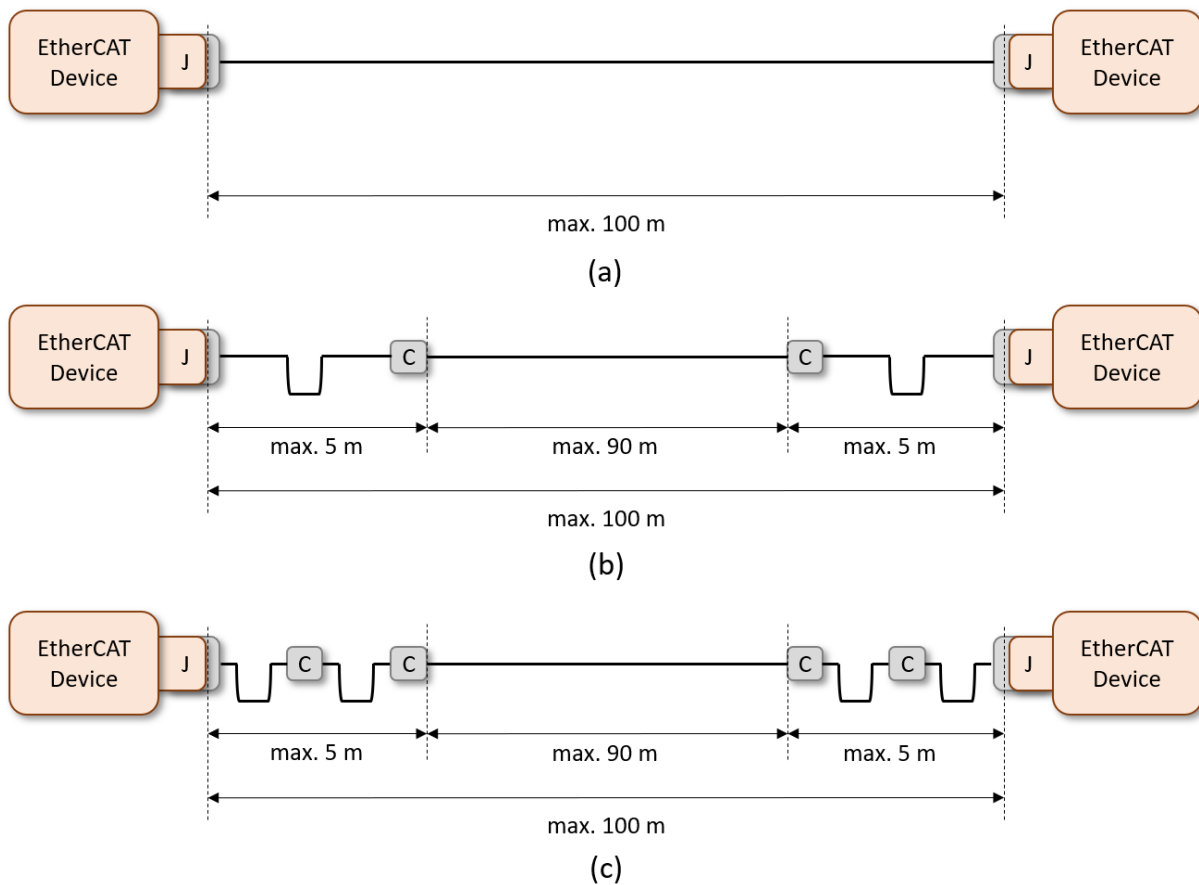 EtherCAT
Device
J
J
EtherCAT
Device
max. 100 m
(a)
EtherCAT
Device
J
C
C
J
EtherCAT
Device
max. 5 m
max. 90 m
max. 5 m
max. 100 m
(b)
EtherCAT
Device
J
C
C
C
C
J
EtherCAT
Device
max. 5 m
max. 90 m
max. 5 m
max. 100 m
(c)